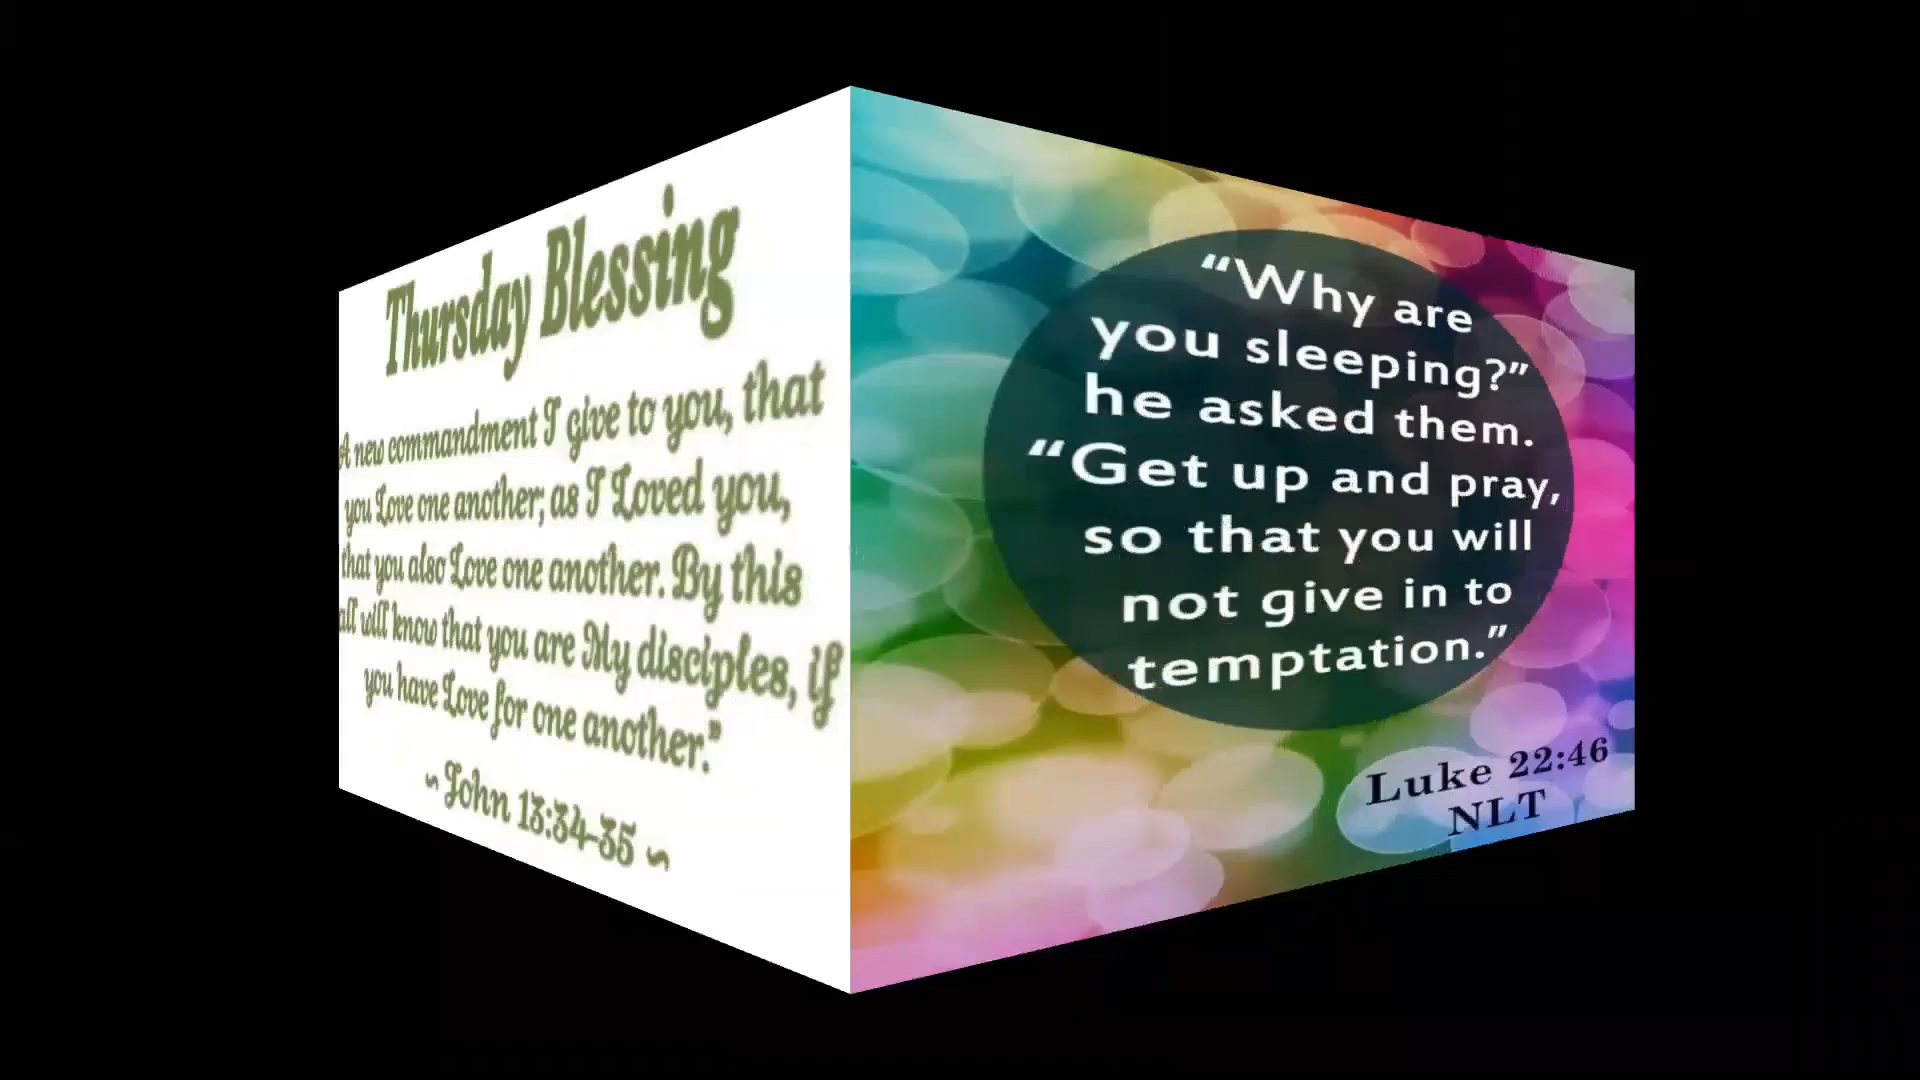 Thursday Blessing
A new commandment I give to you, that
you Love one another; as I Loved you,
that you also Love one another. By this
all will know that you are My disciples, if
you have Love for one another."
~ John 13:34-35 ~
“Why are
you sleeping?”
he asked them.
“Get up and pray,
so that you will
not give in to
temptation.”
Luke 22:46
NLT